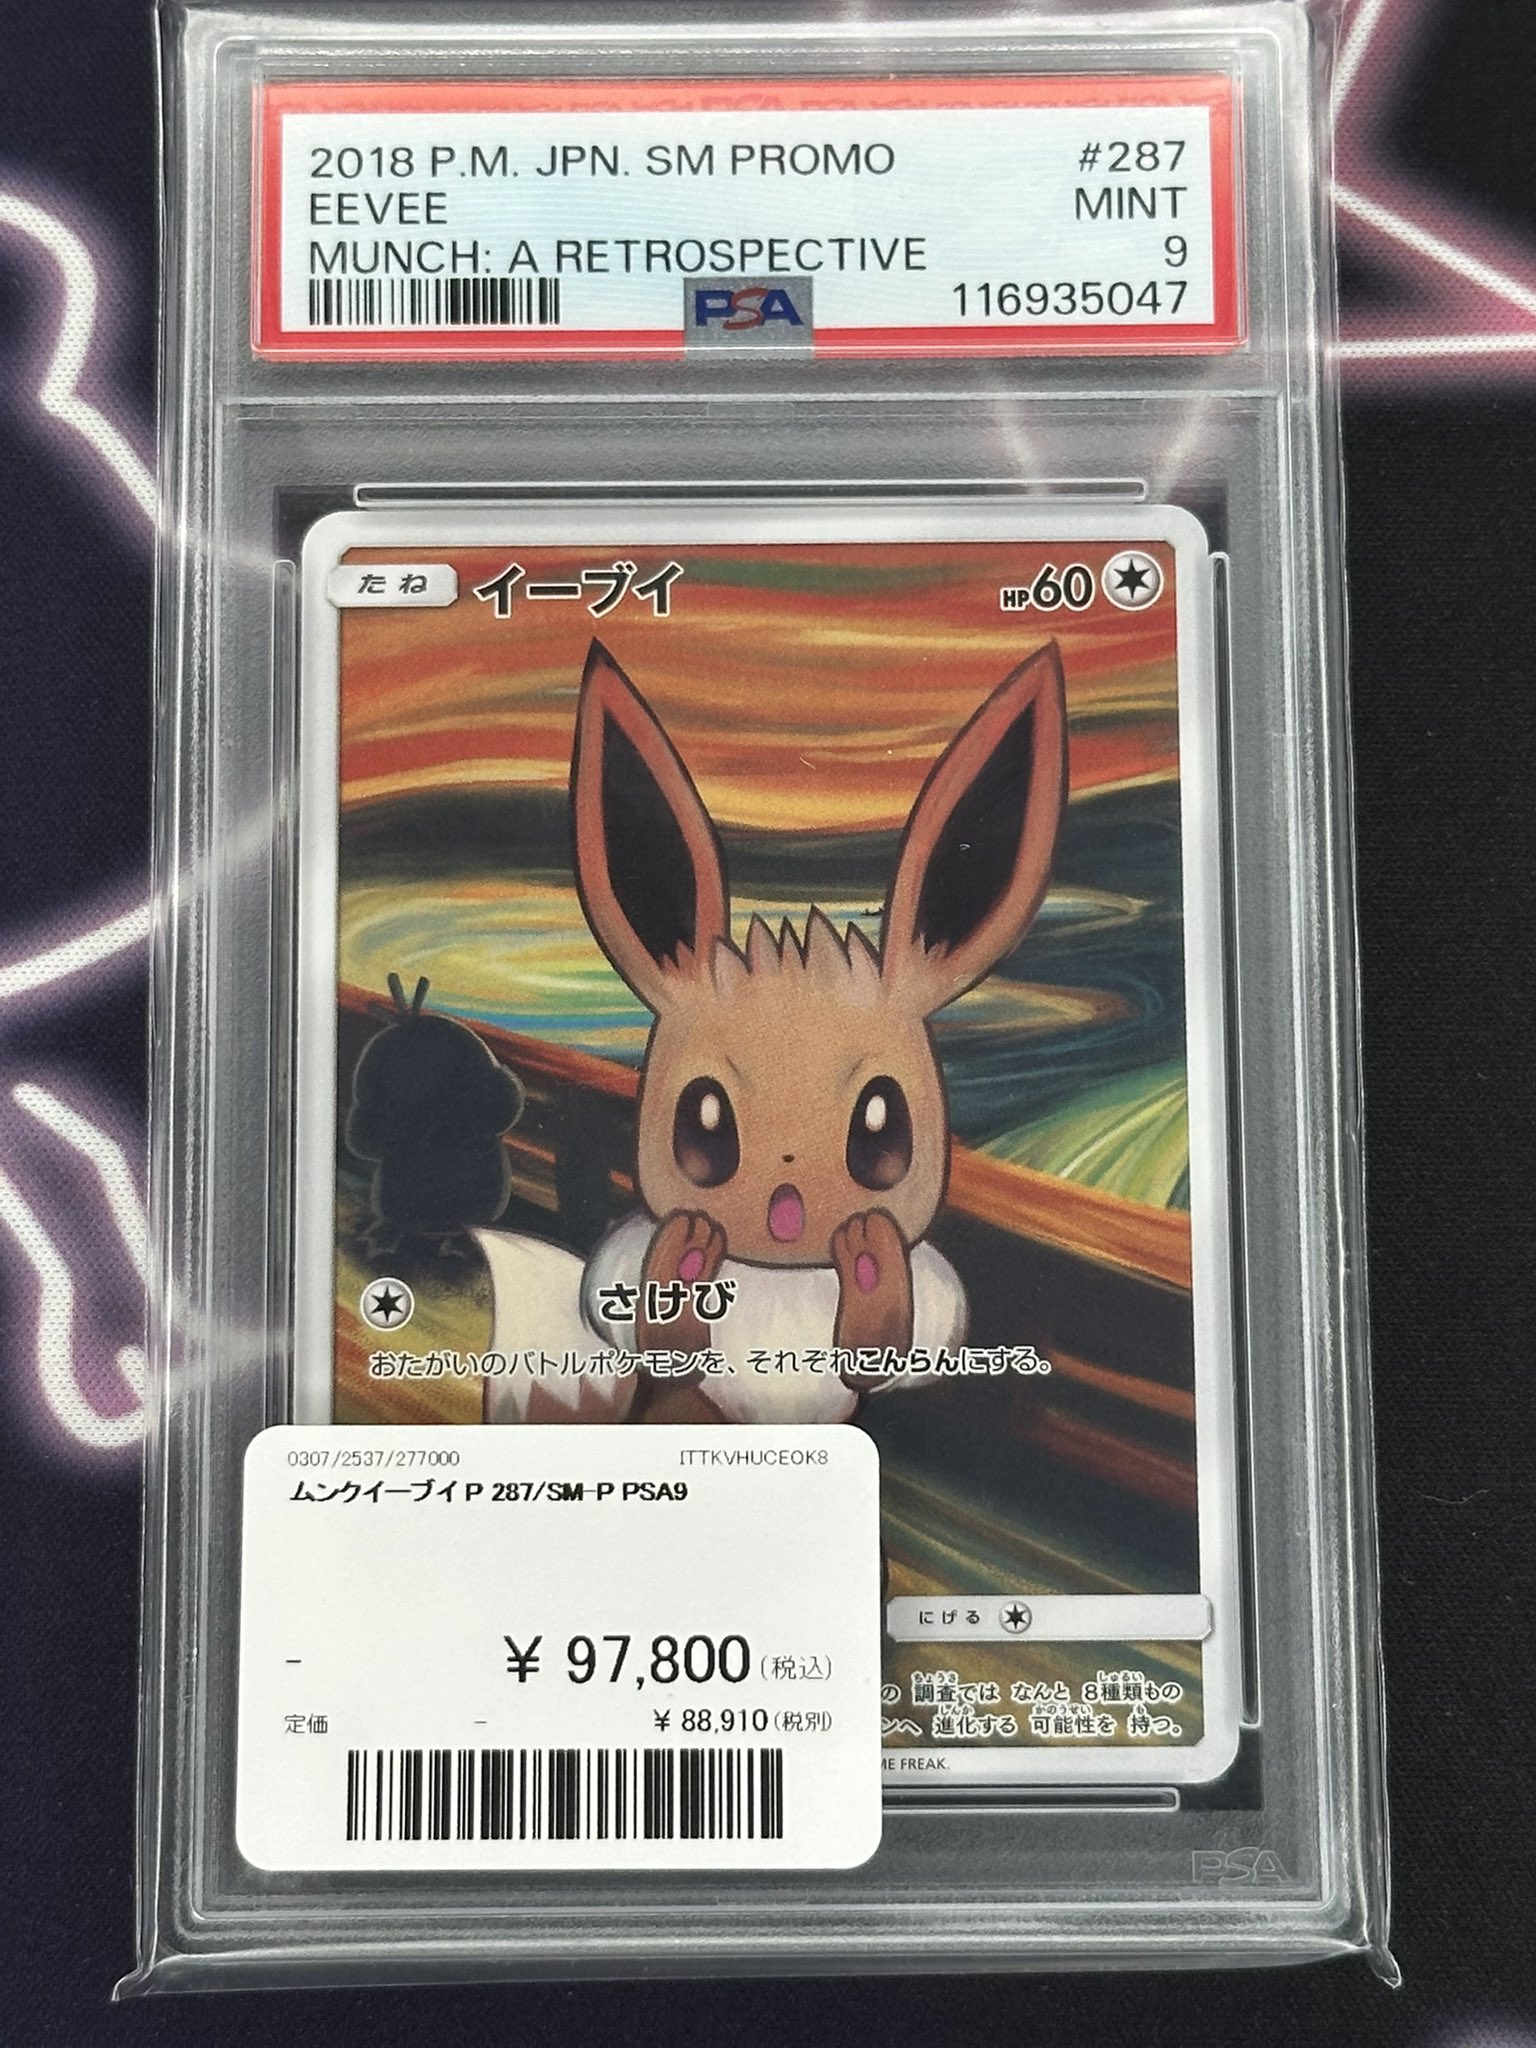 2018 P.M. JPN. SM PROMO #287
EEVEE MINT
MUNCH: A RETROSPECTIVE 9
PSA 116935047
たね イーブイ HP60
さけび
おたがいのバトルポケモンを、それぞれこんらんにする。
0307/2537/277000 ITTKVHUCEOK8
ムンクイーブイ P 287/SM-P PSA9
- ¥ 97,800(税込)
定価 - ¥ 88,910(税別)
にげる
の 調査では なんと 8種類もの
ンへ 進化する 可能性を 持つ。
FREAK.
PSA